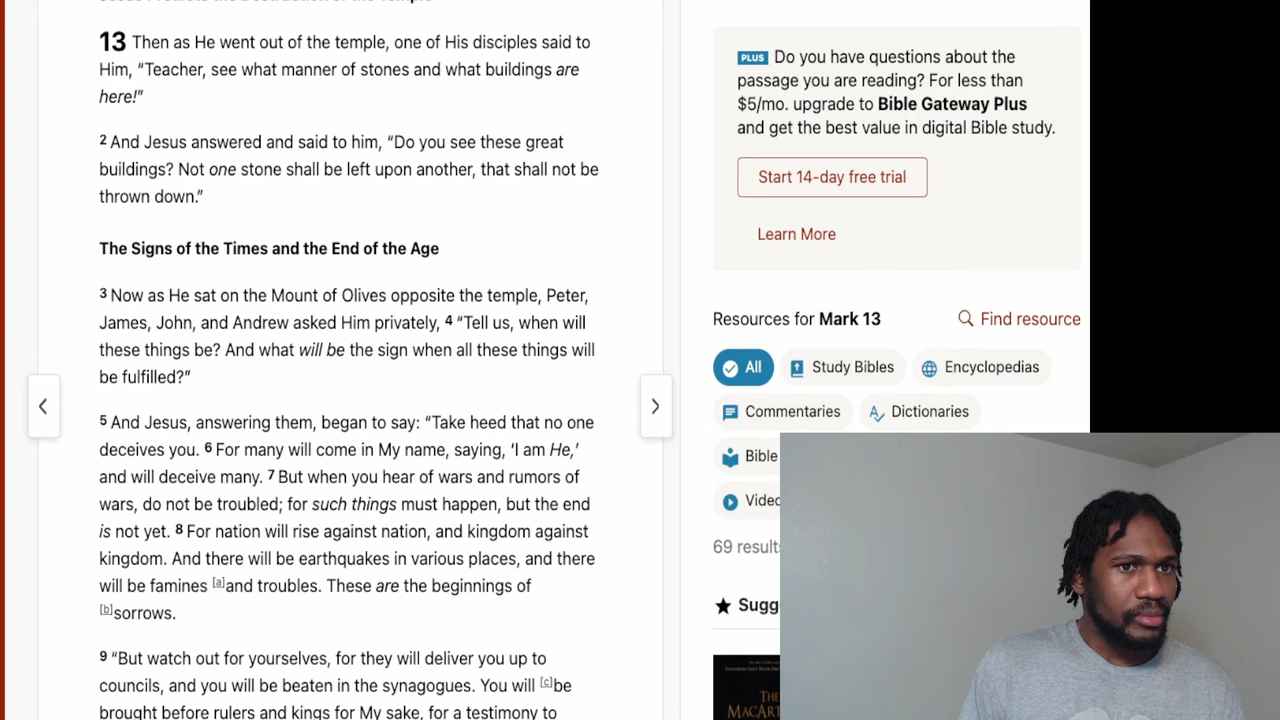 13 Then as He went out of the temple, one of His disciples said to
Him, “Teacher, see what manner of stones and what buildings are
here!”
2 And Jesus answered and said to him, “Do you see these great
buildings? Not one stone shall be left upon another, that shall not be
thrown down.”
The Signs of the Times and the End of the Age
3 Now as He sat on the Mount of Olives opposite the temple, Peter,
James, John, and Andrew asked Him privately, 4 “Tell us, when will
these things be? And what will be the sign when all these things will
be fulfilled?”
5 And Jesus, answering them, began to say: “Take heed that no one
deceives you. 6 For many will come in My name, saying, ‘I am He,’
and will deceive many. 7 But when you hear of wars and rumors of
wars, do not be troubled; for such things must happen, but the end
is not yet. 8 For nation will rise against nation, and kingdom against
kingdom. And there will be earthquakes in various places, and there
will be famines [a]and troubles. These are the beginnings of
[b]sorrows.
9 “But watch out for yourselves, for they will deliver you up to
councils, and you will be beaten in the synagogues. You will [c]be
brought before rulers and kings for My sake, for a testimony to
PLUS Do you have questions about the
passage you are reading? For less than
$5/mo. upgrade to Bible Gateway Plus
and get the best value in digital Bible study.
Start 14-day free trial
Learn More
Resources for Mark 13
Find resource
All
Study Bibles
Encyclopedias
Commentaries
Dictionaries
Bible
69
THE